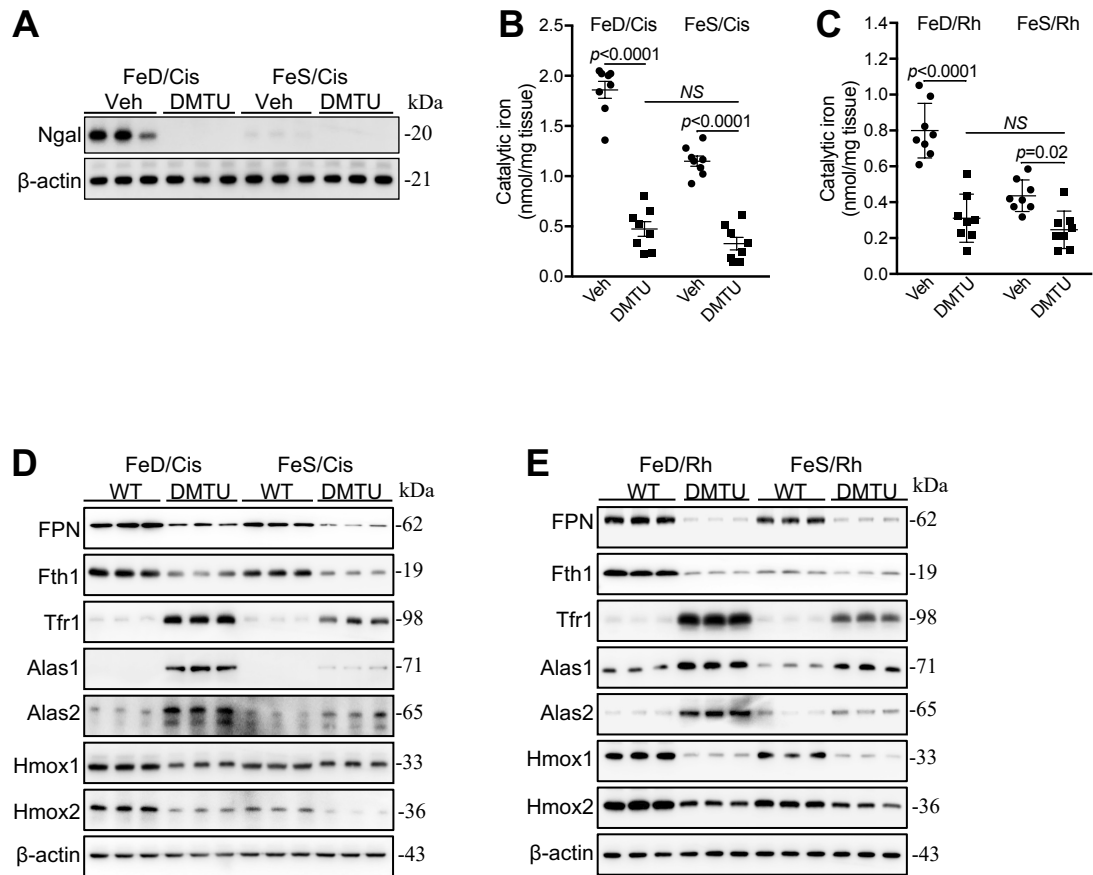 A
FeD/Cis FeS/Cis
Veh DMTU Veh DMTU kDa
Ngal -20
β-actin -21
B
FeD/Cis FeS/Cis
p<0.0001
NS
p<0.0001
Catalytic iron
(nmol/mg tissue)
2.0
1.5
1.0
0.5
0.0
Veh DMTU Veh DMTU
C
FeD/Rh FeS/Rh
p<0.0001
NS
p=0.02
Catalytic iron
(nmol/mg tissue)
1.4
1.2
1.0
0.8
0.6
0.4
0.2
0.0
Veh DMTU Veh DMTU
D
FeD/Cis FeS/Cis
WT DMTU WT DMTU kDa
FPN -62
Fth1 -19
Tfr1 -98
Alas1 -71
Alas2 -65
Hmox1 -33
Hmox2 -36
β-actin -43
E
FeD/Rh FeS/Rh
WT DMTU WT DMTU kDa
FPN -62
Fth1 -19
Tfr1 -98
Alas1 -71
Alas2 -65
Hmox1 -33
Hmox2 -36
β-actin -43